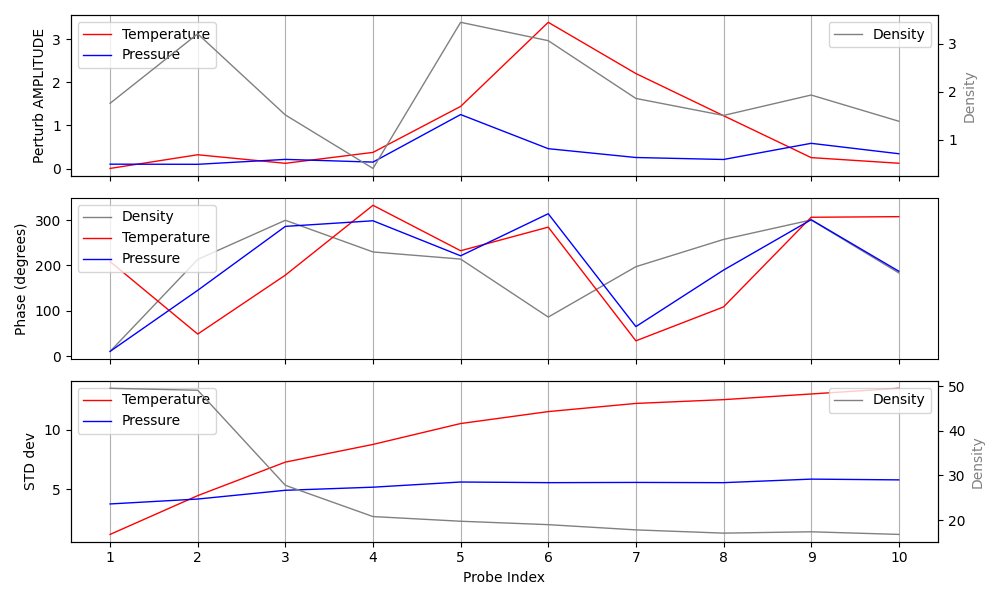 Perturb AMPLITUDE
3
2
1
0
Temperature
Pressure
Density
3
2
1
Density
Phase (degrees)
300
200
100
0
Density
Temperature
Pressure
STD dev
10
5
Temperature
Pressure
Density
50
40
30
20
Density
1 2 3 4 5 6 7 8 9 10
Probe Index